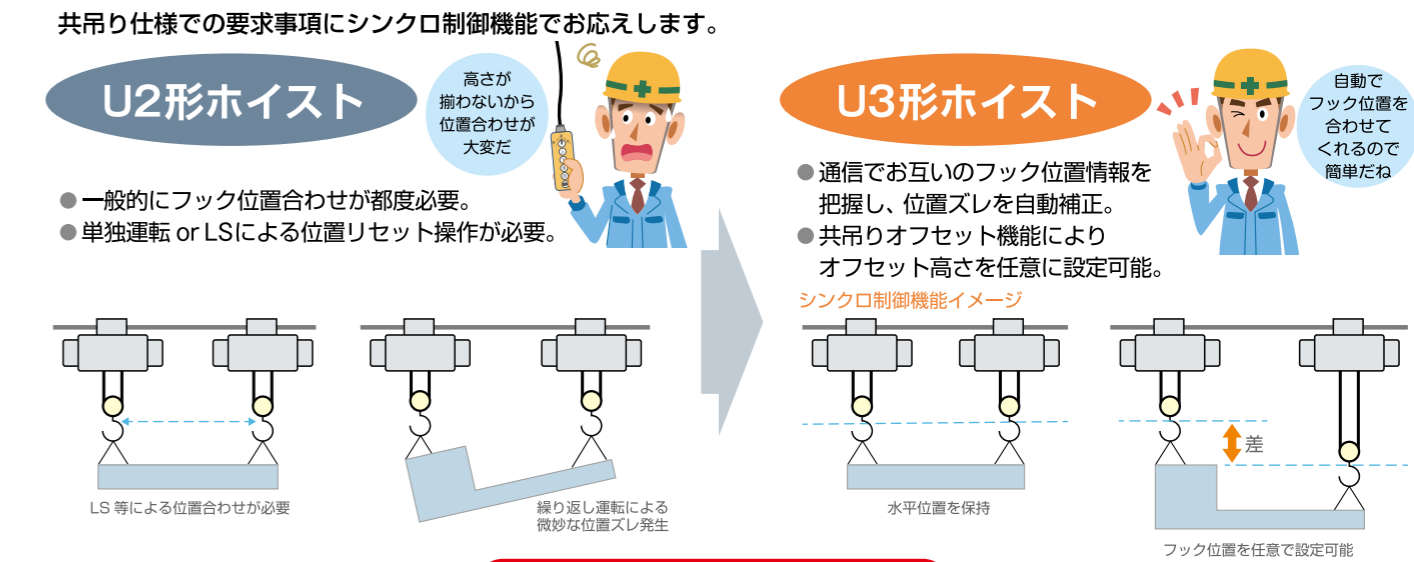 共吊り仕様での要求事項にシンクロ制御機能でお応えします。
U2形ホイスト
高さが
揃わないから
位置合わせが
大変だ
●一般的にフック位置合わせが都度必要。
●単独運転 or LSによる位置リセット操作が必要。
LS 等による位置合わせが必要
繰り返し運転による
微妙な位置ズレ発生
U3形ホイスト
自動で
フック位置を
合わせて
くれるので
簡単だね
●通信でお互いのフック位置情報を
把握し、位置ズレを自動補正。
●共吊りオフセット機能により
オフセット高さを任意に設定可能。
シンクロ制御機能イメージ
水平位置を保持
差
フック位置を任意で設定可能